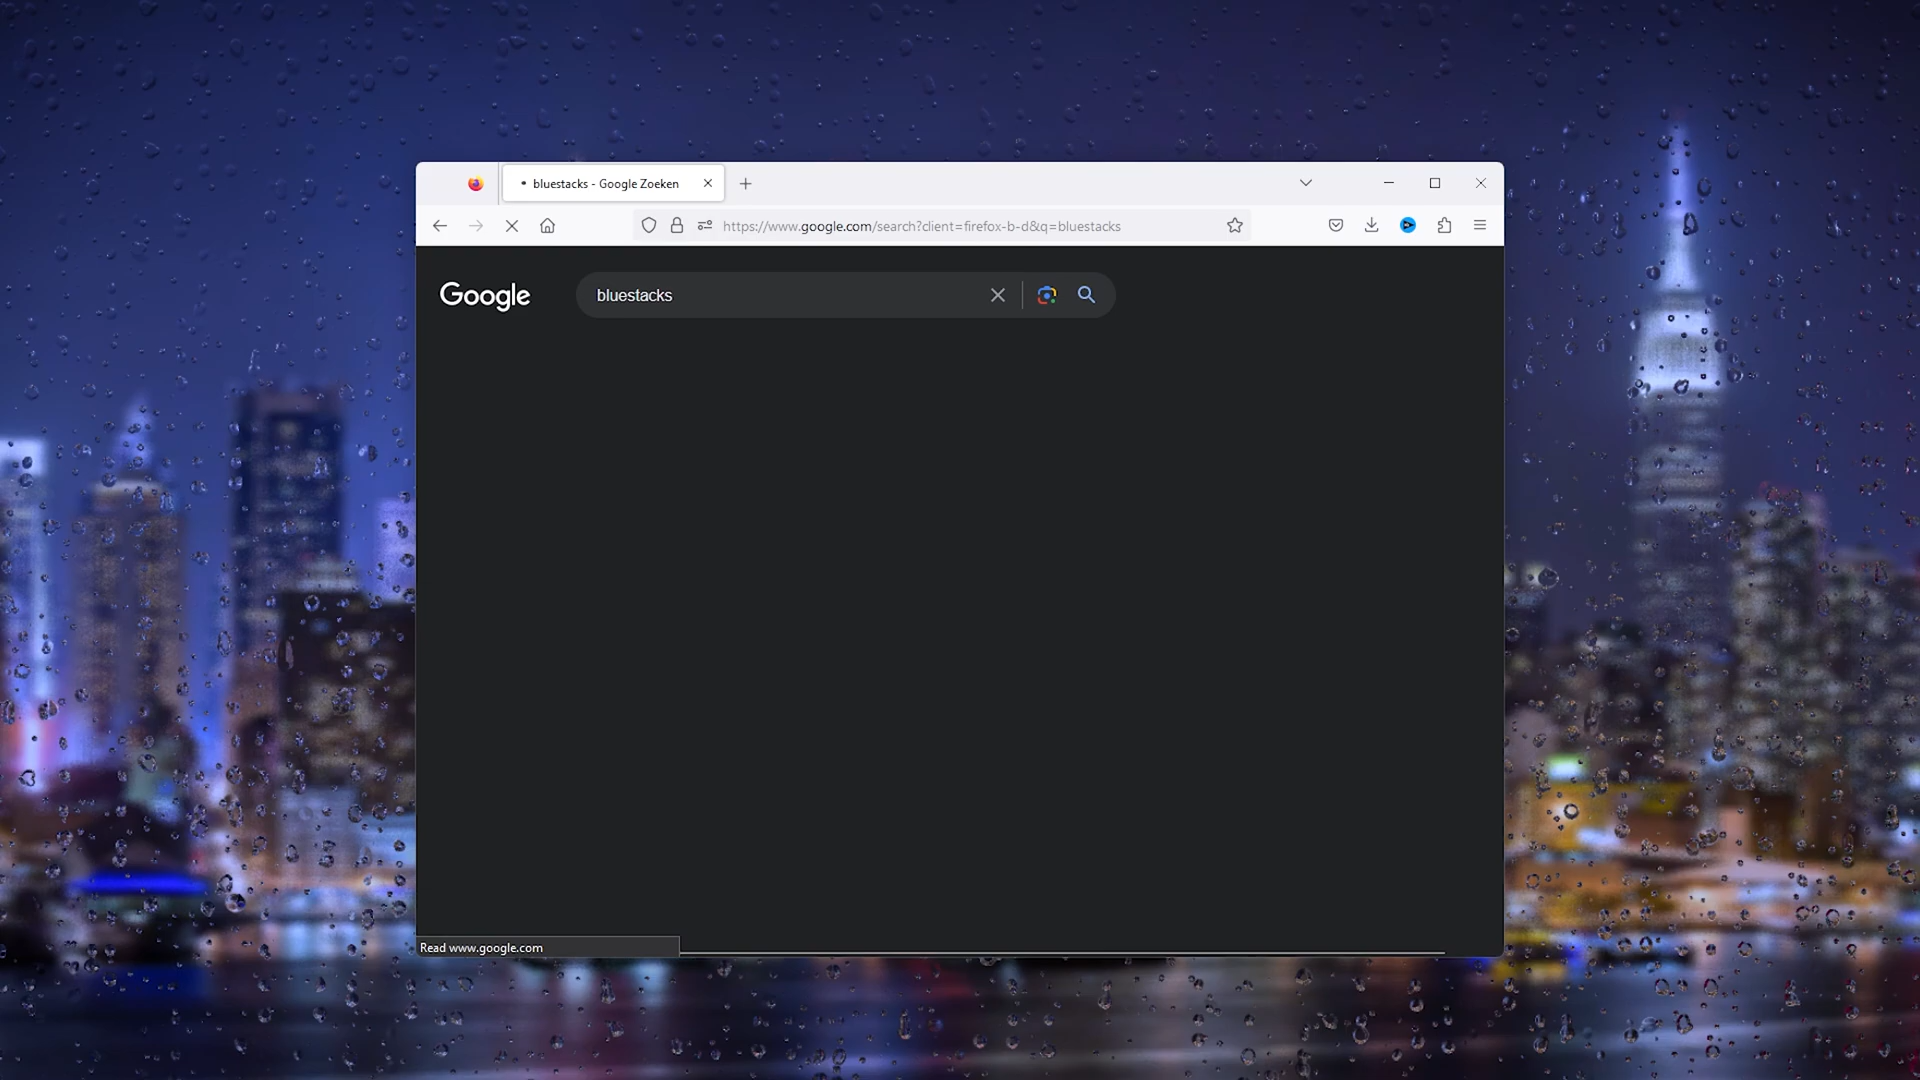 bluestacks - Google Zoeken
https://www.google.com/search?client=firefox-b-d&q=bluestacks
Google
bluestacks
Read www.google.com